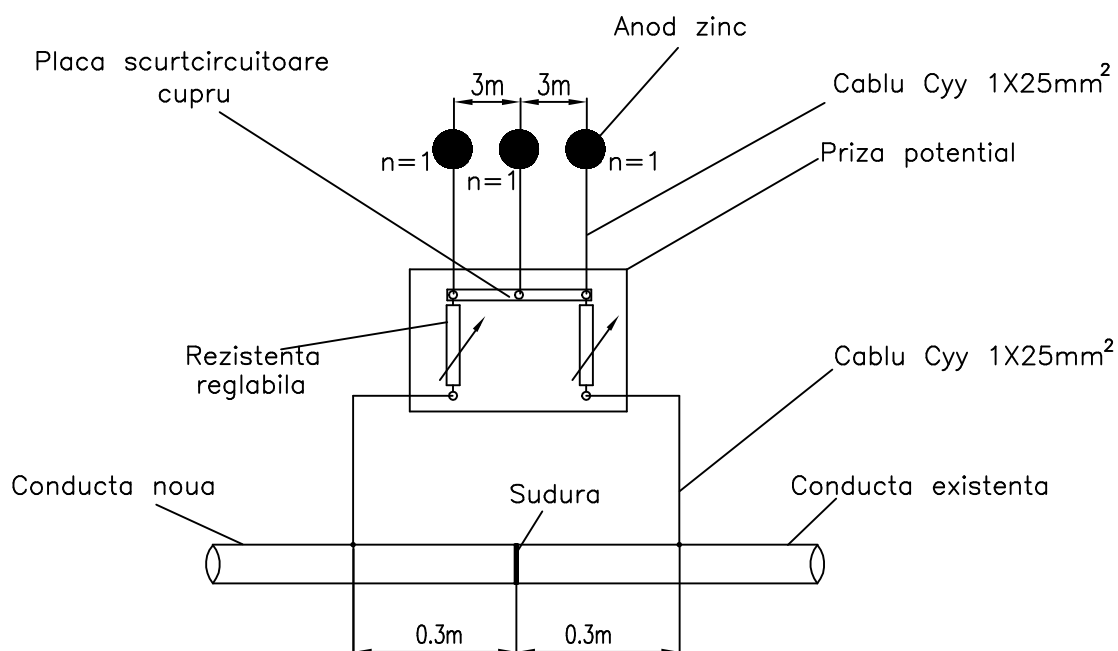 Anod zinc
Placa scurtcircuitoare
cupru
3m 3m
Cablu Cyy 1X25mm²
n=1
n=1
n=1
Priza potential
Rezistenta
reglabila
Cablu Cyy 1X25mm²
Conducta noua
Sudura
Conducta existenta
0.3m 0.3m